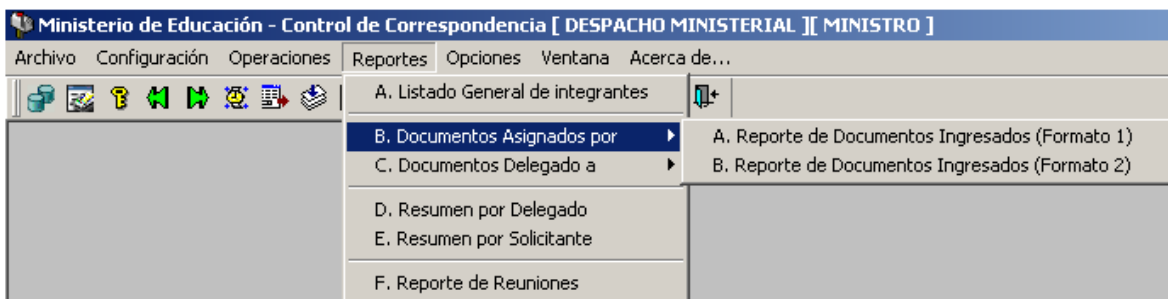 Ministerio de Educación - Control de Correspondencia [ DESPACHO MINISTERIAL ][ MINISTRO ]
Archivo Configuración Operaciones Reportes Opciones Ventana Acerca de...
A. Listado General de integrantes
B. Documentos Asignados por
A. Reporte de Documentos Ingresados (Formato 1)
C. Documentos Delegado a
B. Reporte de Documentos Ingresados (Formato 2)
D. Resumen por Delegado
E. Resumen por Solicitante
F. Reporte de Reuniones